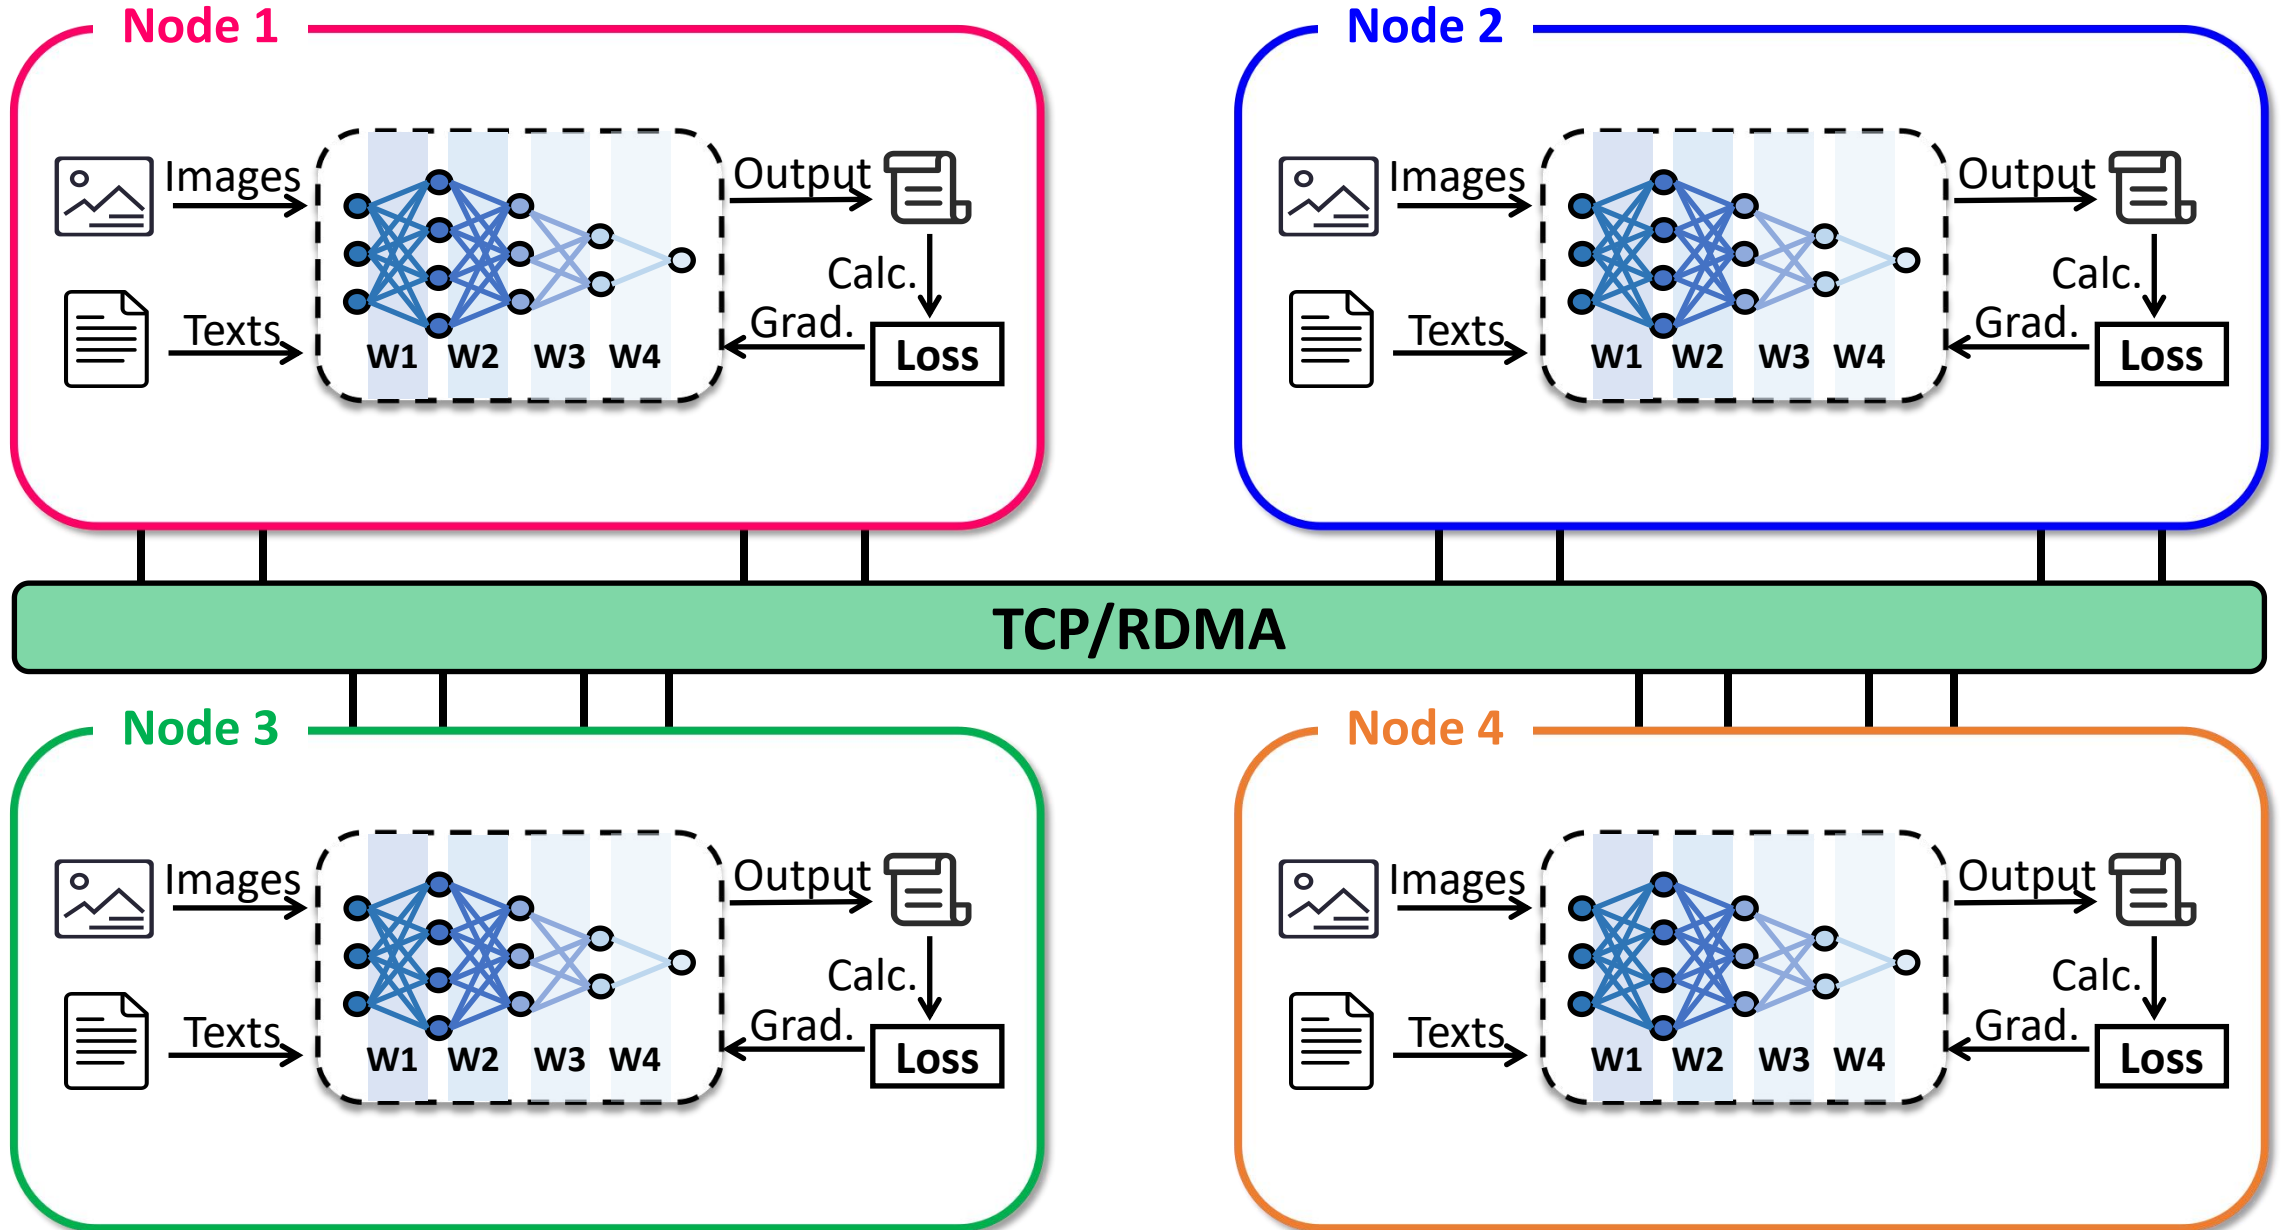 Node 1
Images
Texts
W1 W2 W3 W4
Output
Calc.
Grad.
Loss
Node 2
Images
Texts
W1 W2 W3 W4
Output
Calc.
Grad.
Loss
TCP/RDMA
Node 3
Images
Texts
W1 W2 W3 W4
Output
Calc.
Grad.
Loss
Node 4
Images
Texts
W1 W2 W3 W4
Output
Calc.
Grad.
Loss